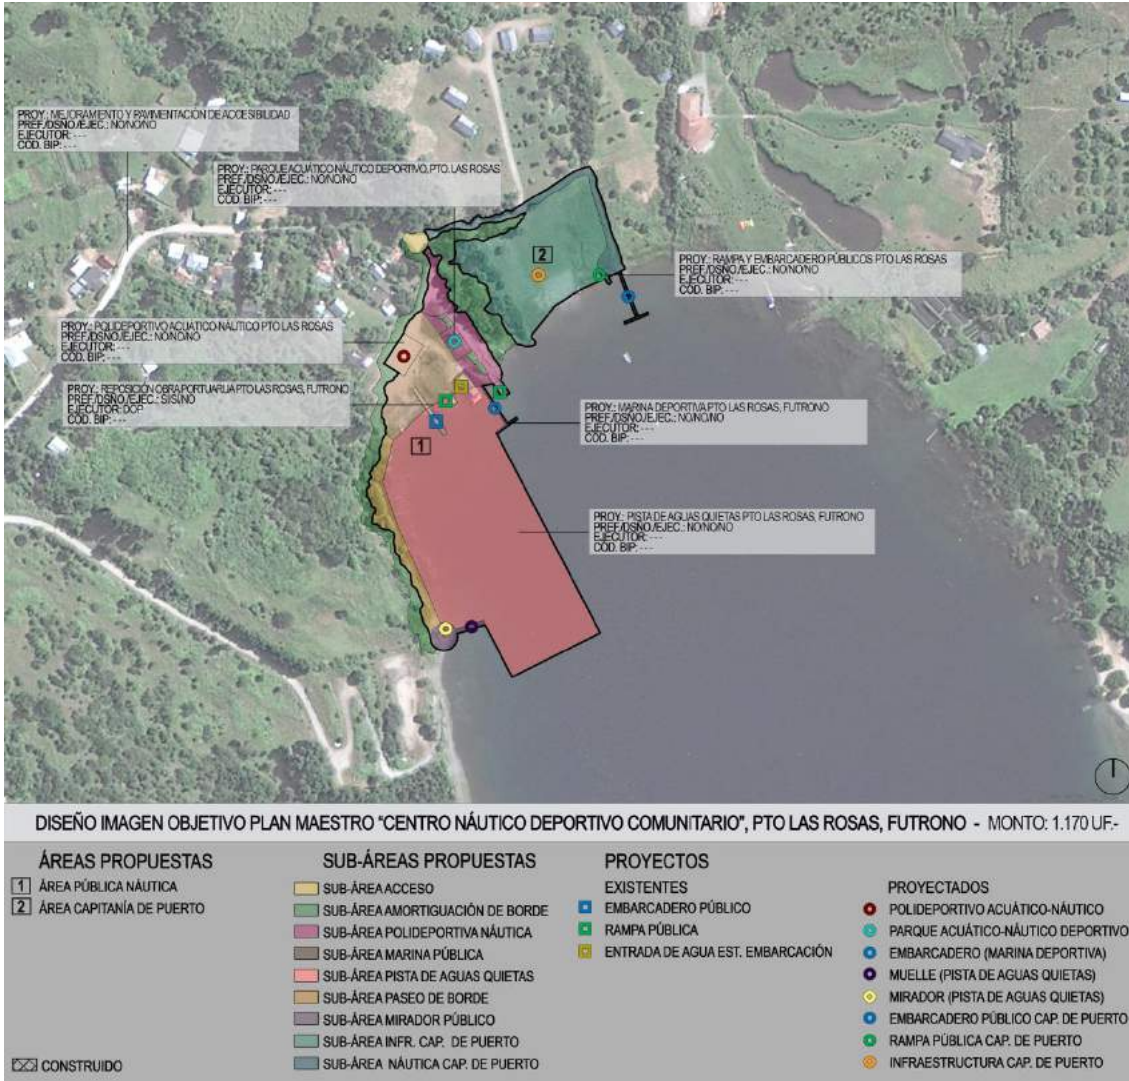 PROY.: MEJORAMIENTO Y PAVIMENTACIÓN DE ACCESIBILIDAD
PREF./DSÑO./EJEC.: NO/NO/NO
EJECUTOR: ---
COD. BIP: ---
PROY.: PARQUE ACUÁTICO NÁUTICO DEPORTIVO, PTO. LAS ROSAS
PREF./DSÑO./EJEC.: NO/NO/NO
EJECUTOR: ---
COD. BIP: ---
PROY.: RAMPA Y EMBARCADERO PÚBLICOS PTO LAS ROSAS
PREF./DSÑO./EJEC.: NO/NO/NO
EJECUTOR: ---
COD. BIP: ---
PROY.: POLIDEPORTIVO ACUÁTICO-NÁUTICO PTO LAS ROSAS
PREF./DSÑO./EJEC.: NO/NO/NO
EJECUTOR: ---
COD. BIP: ---
PROY.: REPOSICIÓN OBRA PORTUARIA PTO LAS ROSAS, FUTRONO
PREF./DSÑO./EJEC.: SI/SI/NO
EJECUTOR: DOP
COD. BIP: ---
PROY.: MARINA DEPORTIVA PTO LAS ROSAS, FUTRONO
PREF./DSÑO./EJEC.: NO/NO/NO
EJECUTOR: ---
COD. BIP: ---
PROY.: PISTA DE AGUAS QUIETAS PTO LAS ROSAS, FUTRONO
PREF./DSÑO./EJEC.: NO/NO/NO
EJECUTOR: ---
COD. BIP: ---
2
1
DISEÑO IMAGEN OBJETIVO PLAN MAESTRO "CENTRO NÁUTICO DEPORTIVO COMUNITARIO", PTO LAS ROSAS, FUTRONO - MONTO: 1.170 UF.-
ÁREAS PROPUESTAS
1 ÁREA PÚBLICA NÁUTICA
2 ÁREA CAPITANÍA DE PUERTO
CONSTRUIDO
SUB-ÁREAS PROPUESTAS
SUB-ÁREA ACCESO
SUB-ÁREA AMORTIGUACIÓN DE BORDE
SUB-ÁREA POLIDEPORTIVA NÁUTICA
SUB-ÁREA MARINA PÚBLICA
SUB-ÁREA PISTA DE AGUAS QUIETAS
SUB-ÁREA PASEO DE BORDE
SUB-ÁREA MIRADOR PÚBLICO
SUB-ÁREA INFR. CAP. DE PUERTO
SUB-ÁREA NÁUTICA CAP. DE PUERTO
PROYECTOS
EXISTENTES
EMBARCADERO PÚBLICO
RAMPA PÚBLICA
ENTRADA DE AGUA EST. EMBARCACIÓN
PROYECTADOS
POLIDEPORTIVO ACUÁTICO-NÁUTICO
PARQUE ACUÁTICO-NÁUTICO DEPORTIVO
EMBARCADERO (MARINA DEPORTIVA)
MUELLE (PISTA DE AGUAS QUIETAS)
MIRADOR (PISTA DE AGUAS QUIETAS)
EMBARCADERO PÚBLICO CAP. DE PUERTO
RAMPA PÚBLICA CAP. DE PUERTO
INFRAESTRUCTURA CAP. DE PUERTO